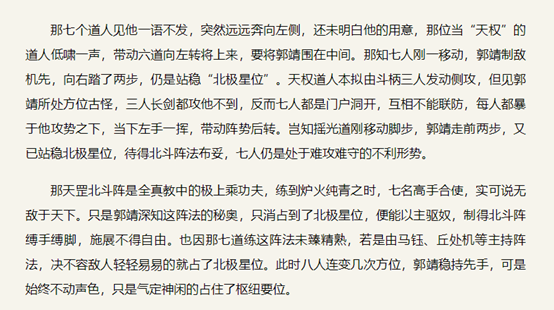 那七个道人见他一语不发，突然远远奔向左侧，还未明白他的用意，那位当“天权”的
道人低啸一声，带动六道向左转将上来，要将郭靖围在中间。那知七人刚一移动，郭靖制敌
机先，向右踏了两步，仍是站稳“北极星位”。天权道人本拟由斗柄三人发动侧攻，但见郭
靖所处方位古怪，三人长剑都攻他不到，反而七人都是门户洞开，互相不能联防，每人都暴
于他攻势之下，当下左手一挥，带动阵势后转。岂知摇光道刚移动脚步，郭靖走前两步，又
已站稳北极星位，待得北斗阵法布妥，七人仍是处于难攻难守的不利形势。
那天罡北斗阵是全真教中的极上乘功夫，练到炉火纯青之时，七名高手合使，实可说无
敌于天下。只是郭靖深知这阵法的秘奥，只消占到了北极星位，便能以主驱奴，制得北斗阵
缚手缚脚，施展不得自由。也因那七道练这阵法未臻精熟，若是由马钰、丘处机等主持阵
法，决不容敌人轻轻易易的就占了北极星位。此时八人连变几次方位，郭靖稳持先手，可是
始终不动声色，只是气定神闲的占住了枢纽要位。